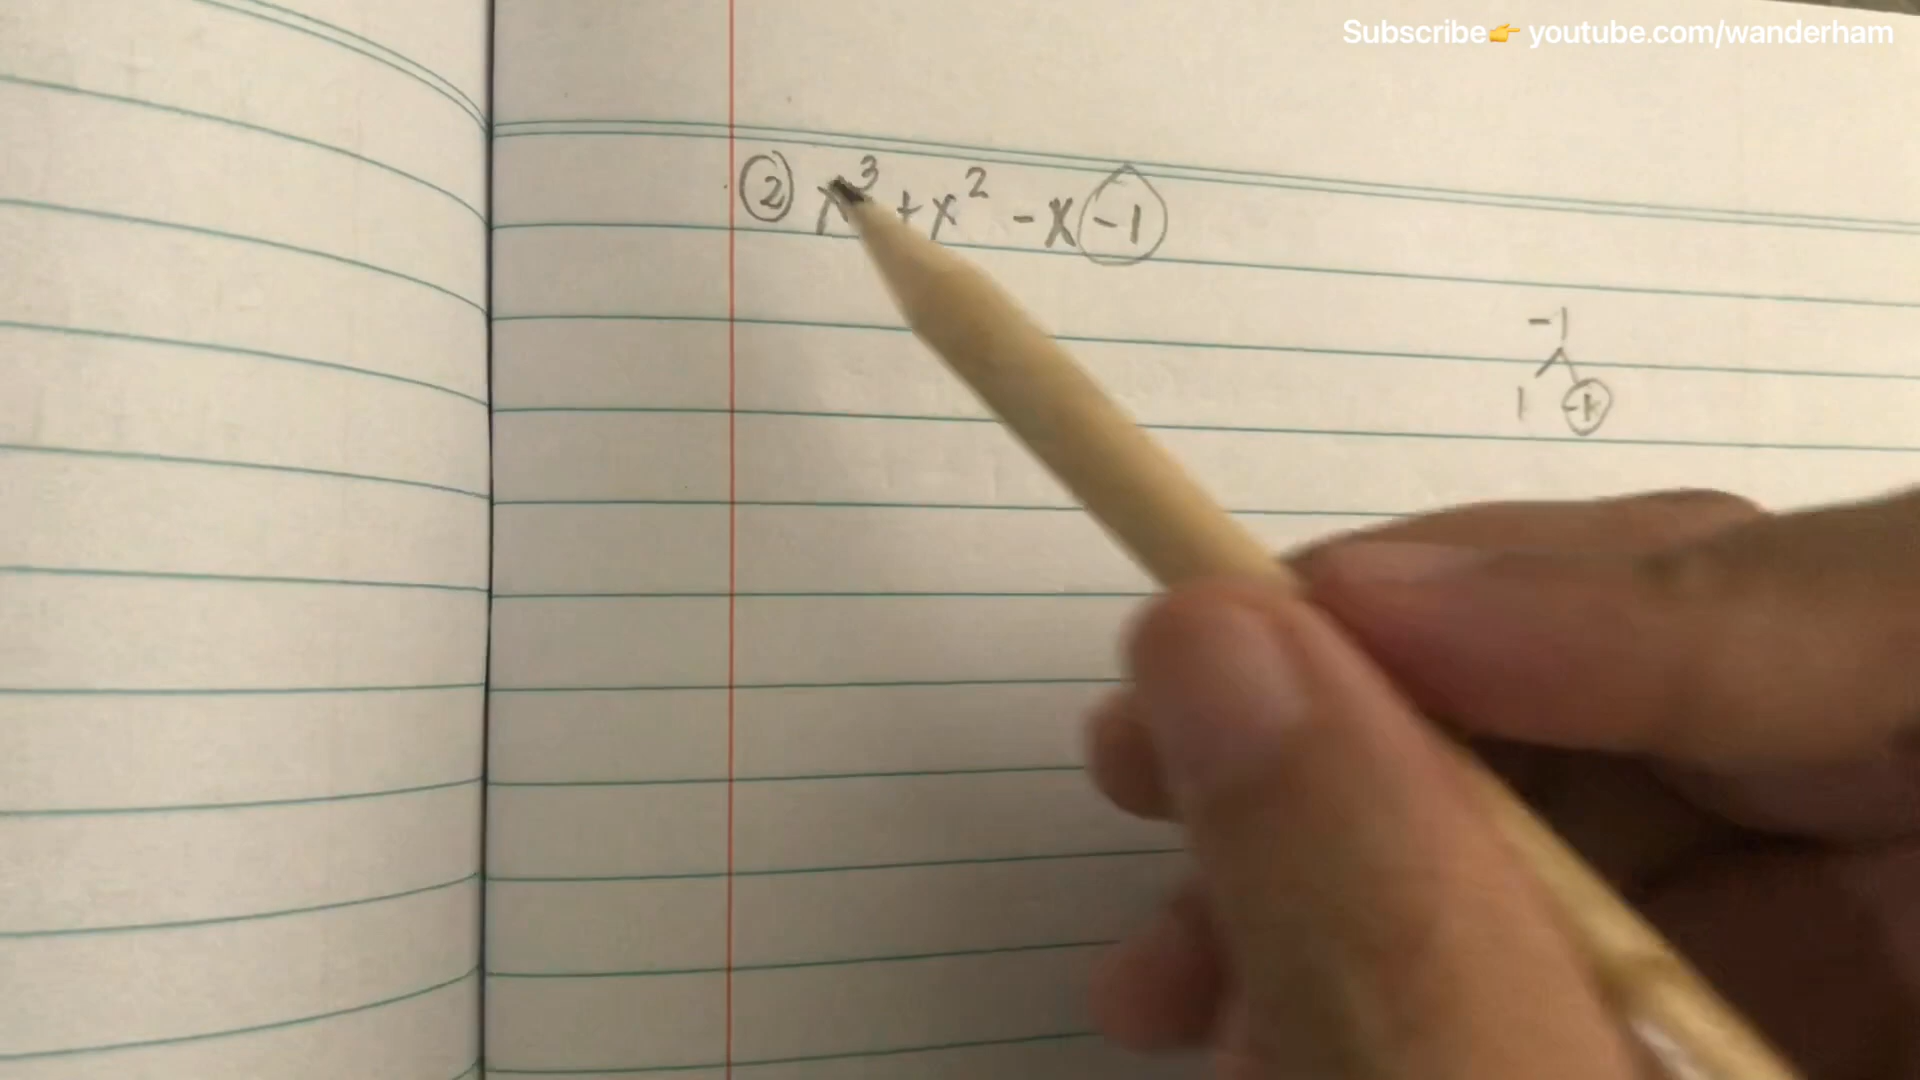 Subscribe👉 youtube.com/wanderham
② x³ + x² - x - 1
-1
1 -1